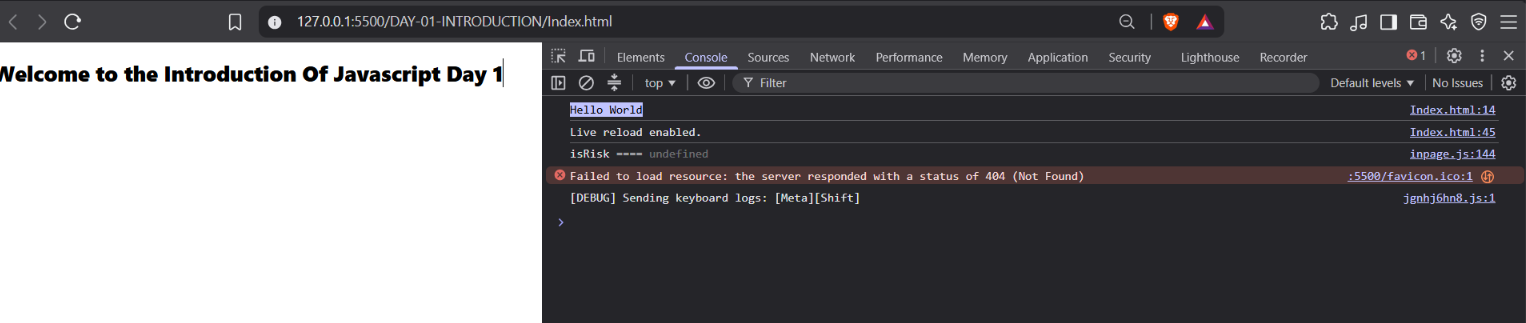 127.0.0.1:5500/DAY-01-INTRODUCTION/Index.html
Welcome to the Introduction Of Javascript Day 1
Elements Console Sources Network Performance Memory Application Security Lighthouse Recorder 1
top Filter Default levels No Issues
Hello World Index.html:14
Live reload enabled. Index.html:45
isRisk ==== undefined inpage.js:144
Failed to load resource: the server responded with a status of 404 (Not Found) :5500/favicon.ico:1
[DEBUG] Sending keyboard logs: [Meta][Shift] jgnhj6hn8.js:1